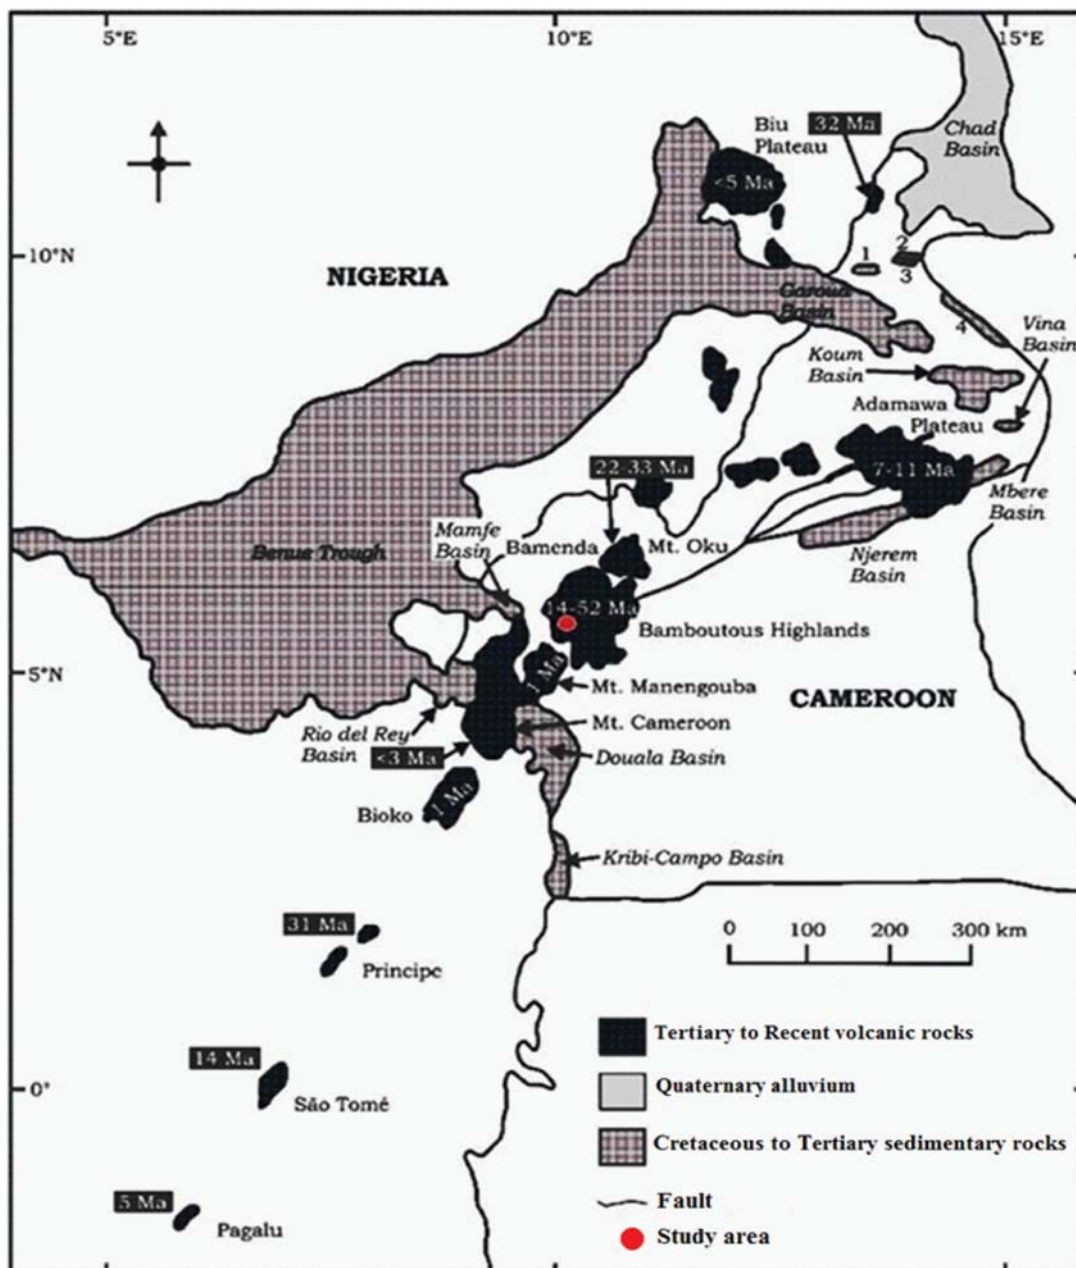 5°E
10°E
15°E
Biu
Plateau
32 Ma
Chad
Basin
<5 Ma
10°N
NIGERIA
1
2
3
Garoua
Basin
4
Vina
Basin
Koum
Basin
Adamawa
Plateau
22-33 Ma
7-11 Ma
Mbere
Basin
Mamfe
Basin
Bamenda
Mt. Oku
Benue Trough
Njerem
Basin
14-52 Ma
Bamboutous Highlands
5°N
1 Ma
Mt. Manengouba
CAMEROON
Rio del Rey
Basin
Mt. Cameroon
<3 Ma
Douala Basin
1 Ma
Bioko
Kribi-Campo Basin
31 Ma
0 100 200 300 km
Principe
Tertiary to Recent volcanic rocks
14 Ma
Quaternary alluvium
0°
São Tomé
Cretaceous to Tertiary sedimentary rocks
5 Ma
Fault
Pagalu
Study area